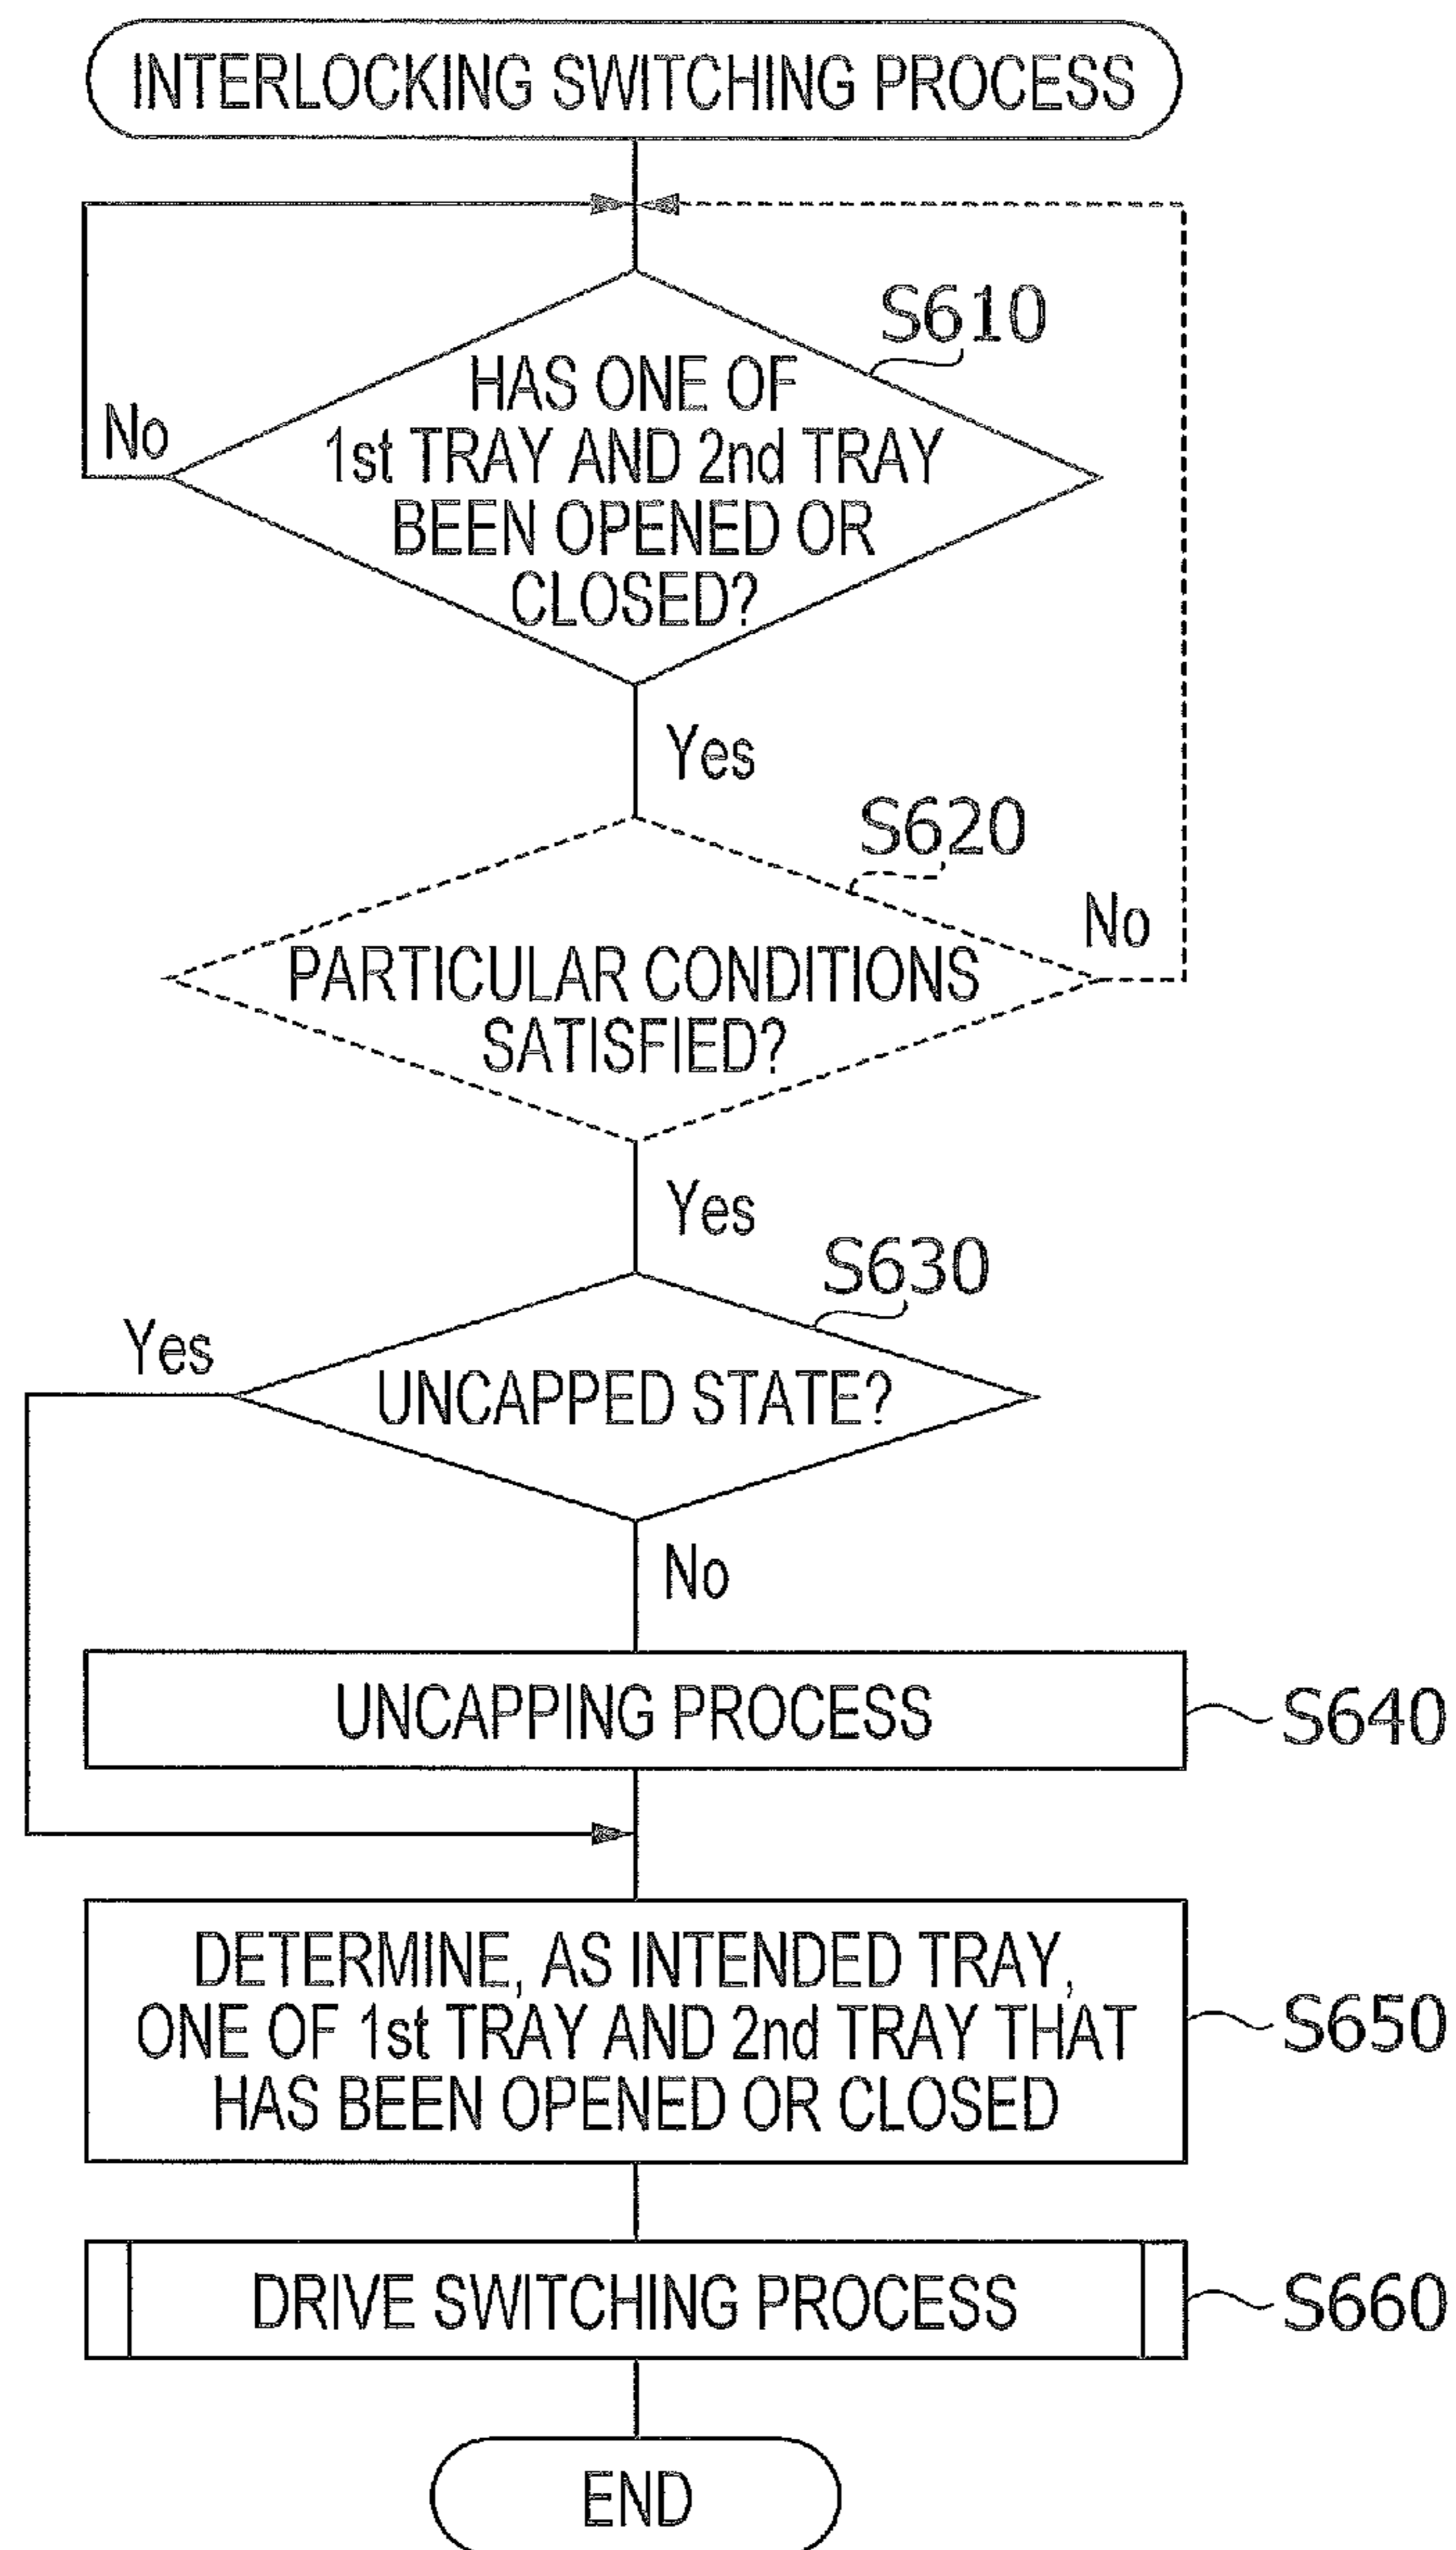 INTERLOCKING SWITCHING PROCESS
S610
HAS ONE OF
1st TRAY AND 2nd TRAY
BEEN OPENED OR
CLOSED?
No
Yes
S620
No
PARTICULAR CONDITIONS
SATISFIED?
Yes
S630
Yes
UNCAPPED STATE?
No
UNCAPPING PROCESS
S640
DETERMINE, AS INTENDED TRAY,
ONE OF 1st TRAY AND 2nd TRAY THAT
HAS BEEN OPENED OR CLOSED
S650
DRIVE SWITCHING PROCESS
S660
END